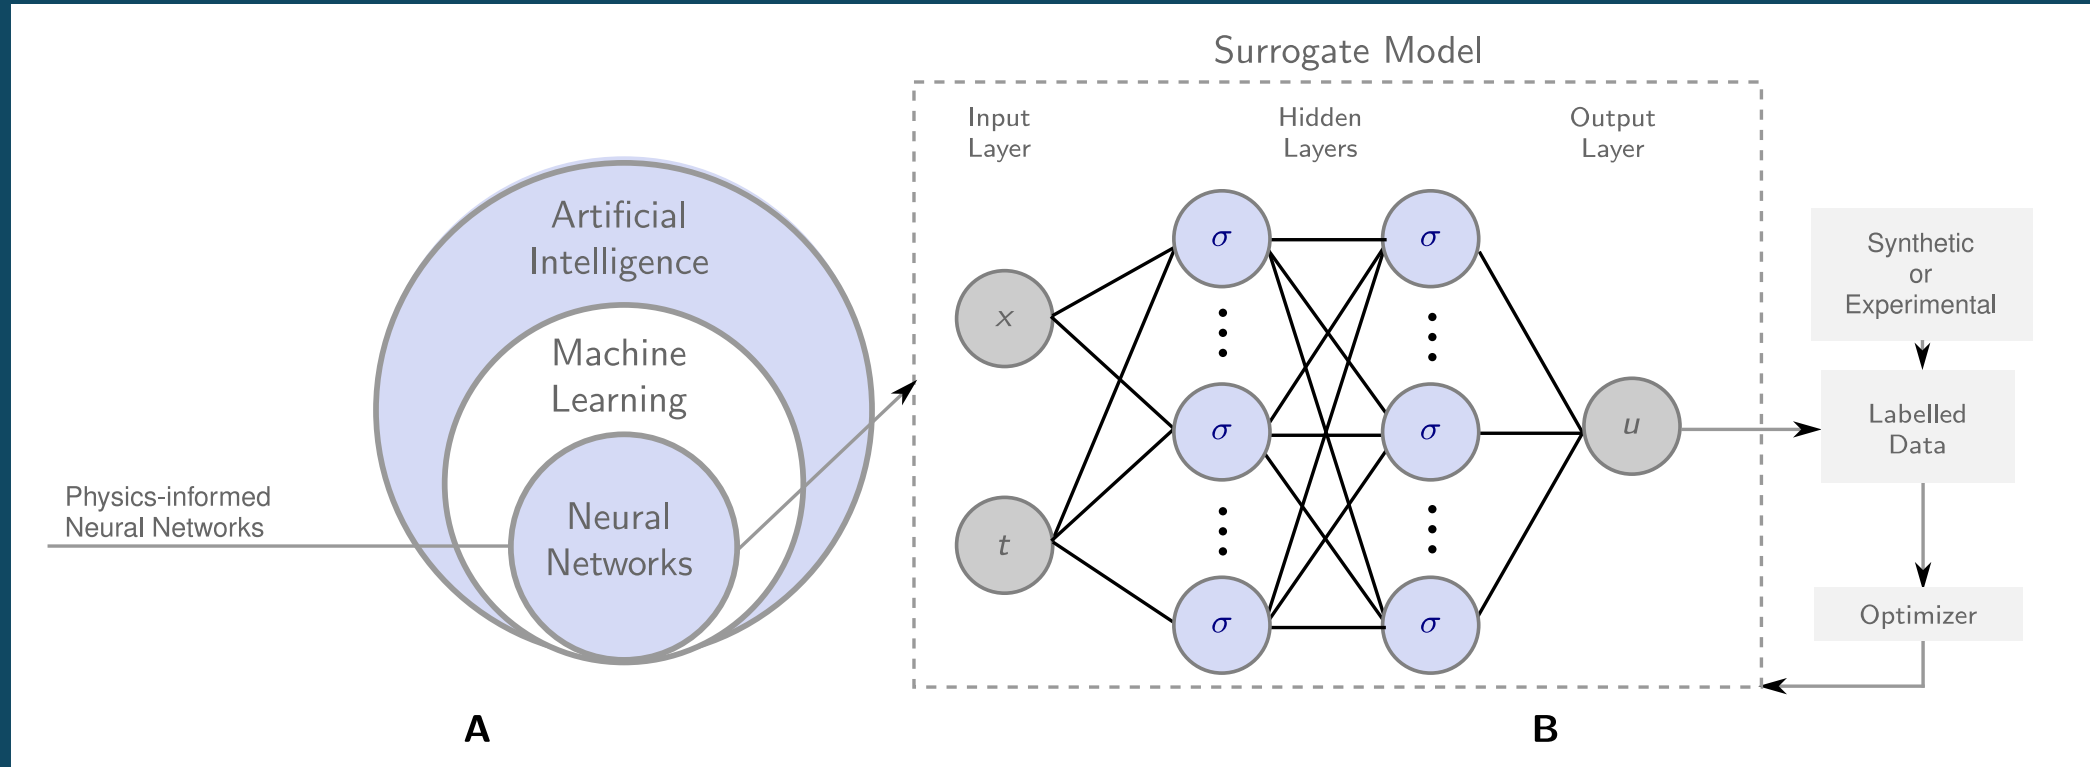 Surrogate Model
Input
Layer
Hidden
Layers
Output
Layer
Artificial
Intelligence
Machine
Learning
Neural
Networks
Physics-informed
Neural Networks
x
t
σ
σ
σ
σ
σ
σ
u
Synthetic
or
Experimental
Labelled
Data
Optimizer
A
B